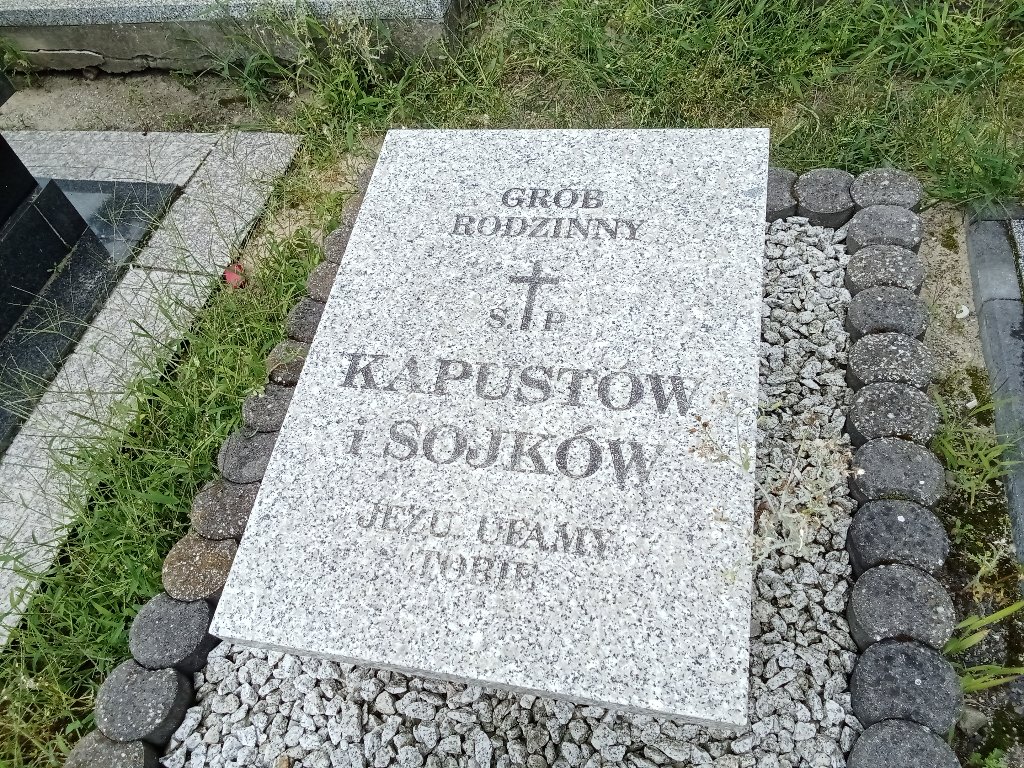 GRÓB
RODZINNY
Ś. P.
KAPUSTÓW
i SOJKÓW
JEZU UFAMY
TOBIE